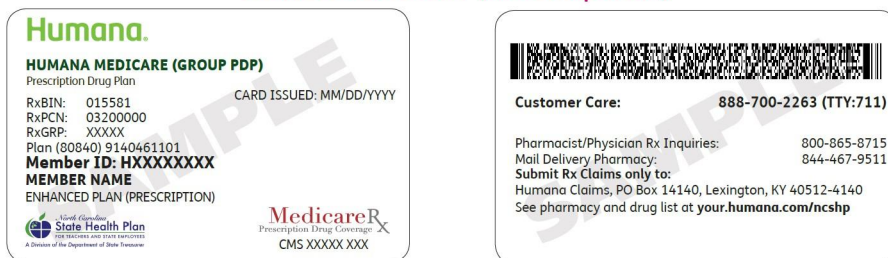 Humana.
HUMANA MEDICARE (GROUP PDP)
Prescription Drug Plan
CARD ISSUED: MM/DD/YYYY
RxBIN: 015581
RxPCN: 03200000
RxGRP: XXXXX
Plan (80840) 9140461101
Member ID: HXXXXXXXX
MEMBER NAME
ENHANCED PLAN (PRESCRIPTION)
North Carolina
State Health Plan
FOR TEACHERS AND STATE EMPLOYEES
A Division of the Department of State Treasurer
MedicareRx
Prescription Drug Coverage
CMS XXXXX XXX
SAMPLE
Customer Care: 888-700-2263 (TTY:711)
Pharmacist/Physician Rx Inquiries: 800-865-8715
Mail Delivery Pharmacy: 844-467-9511
Submit Rx Claims only to:
Humana Claims, PO Box 14140, Lexington, KY 40512-4140
See pharmacy and drug list at your.humana.com/ncshp
SAMPLE